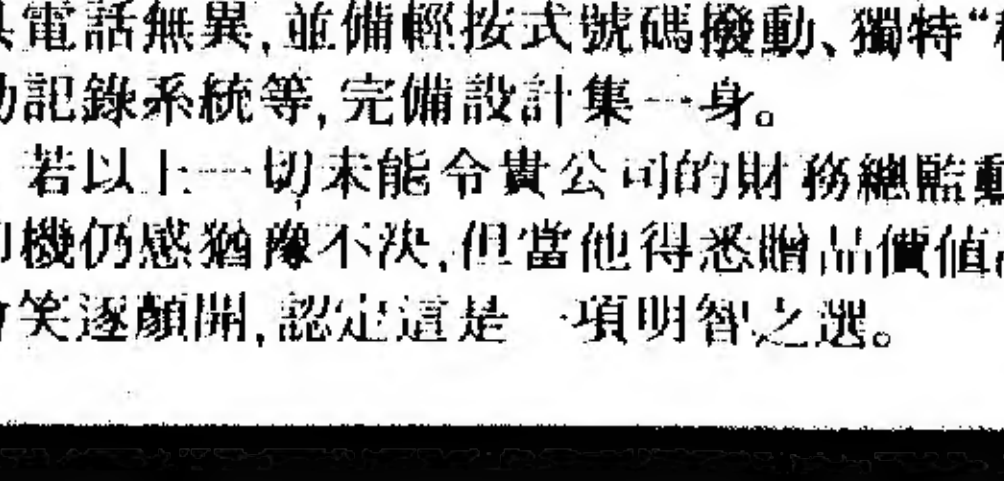 電話無異,並備輕按式號碼撥動、獨特“
記錄系統等,完備設計集一身。
若以上一切未能令貴公司的財務總監動
機仍感猶豫不決,但當他得悉贈品價值
笑逐顏開,認定這是一項明智之選。